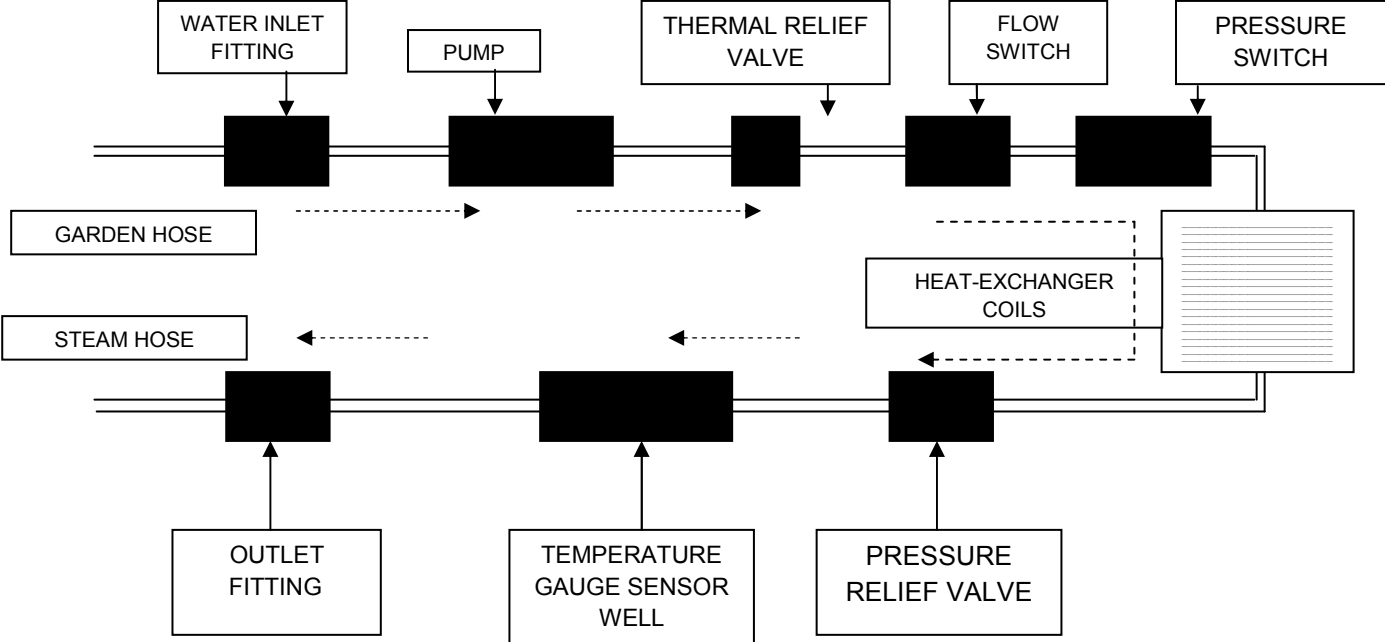 WATER INLET
FITTING
PUMP
THERMAL RELIEF
VALVE
FLOW
SWITCH
PRESSURE
SWITCH
GARDEN HOSE
HEAT-EXCHANGER
COILS
STEAM HOSE
OUTLET
FITTING
TEMPERATURE
GAUGE SENSOR
WELL
PRESSURE
RELIEF VALVE